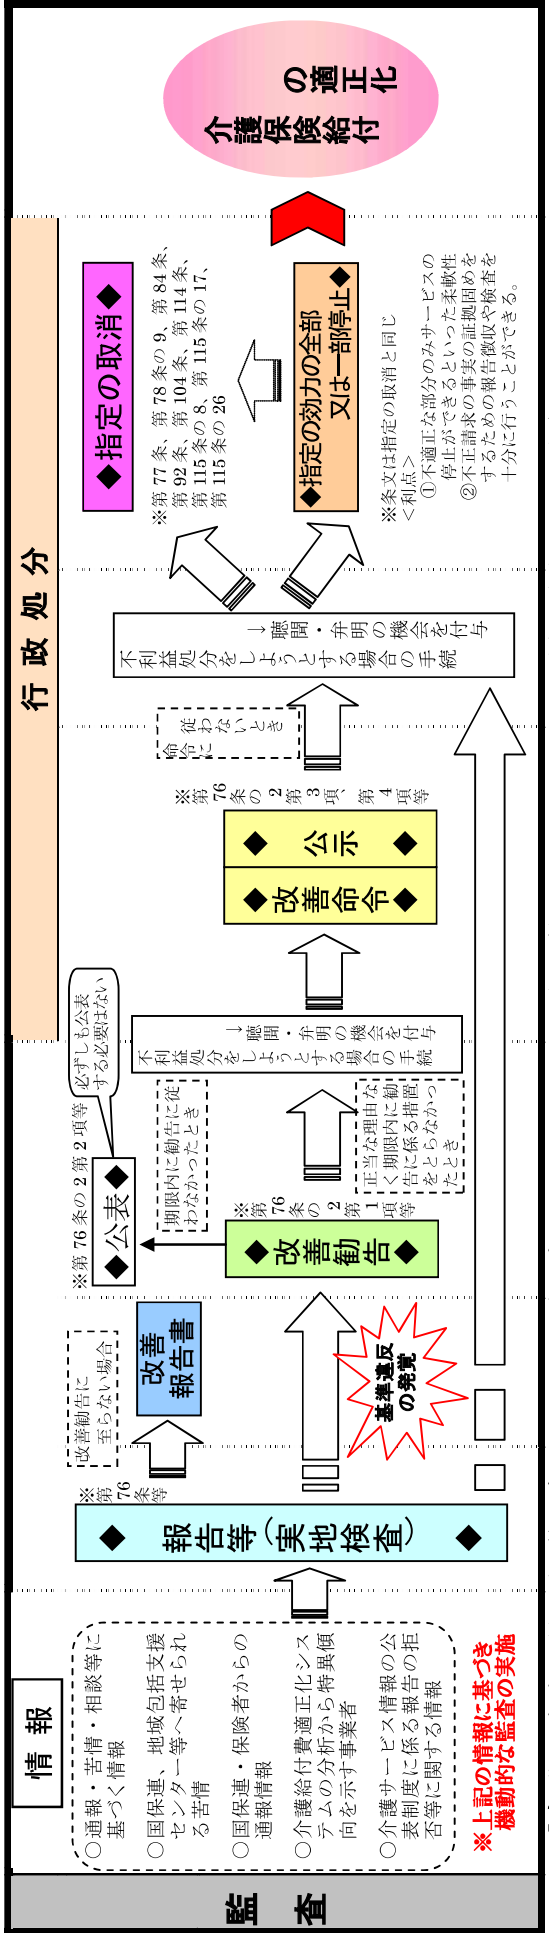 監査
情報
○通報・苦情・相談等に
基づく情報
○国保連、地域包括支援
センター等へ寄せられ
る苦情
○国保連・保険者からの
通報情報
○介護給付費適正化シス
テムの分析から特異傾
向を示す事業者
○介護サービス情報の公
表制度に係る報告の拒
否等に関する情報
※上記の情報に基づき
機動的な監査の実施
◆ 報告等（実地検査） ◆
※第76条等
改善勧告に
至らない場合
改善
報告書
基準違反
の発覚
◆改善勧告◆
※第76条の2第1項等
※第76条の2第2項等
◆公表◆
必ずしも公表
する必要はない
期限内に勧告に従
わなかったとき
正当な理由な
く期限内に勧
告に係る措置
をとらなかっ
たとき
不利益処分をしようとする場合の手続
→聴聞・弁明の機会を付与
行政処分
◆改善命令◆
◆ 公示 ◆
※第76条の2第3項、第4項等
命令に
従わないとき
不利益処分をしようとする場合の手続
→聴聞・弁明の機会を付与
◆指定の取消◆
※第77条、第78条の9、第84条、
第92条、第104条、第114条、
第115条の8、第115条の17、
第115条の26
◆指定の効力の全部
又は一部停止◆
※条文は指定の取消と同じ
＜利点＞
①不適正な部分のみサービスの
停止ができるといった柔軟性
②不正請求の事実の証拠固めを
するための報告徴収や検査を
十分に行うことができる。
介護保険給付
の適正化